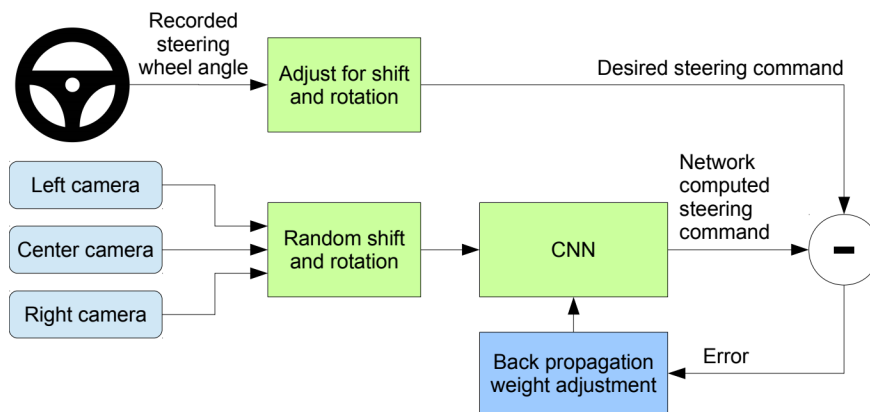 Recorded
steering
wheel angle
Adjust for shift
and rotation
Desired steering command
Left camera
Center camera
Right camera
Random shift
and rotation
CNN
Network
computed
steering
command
-
Back propagation
weight adjustment
Error